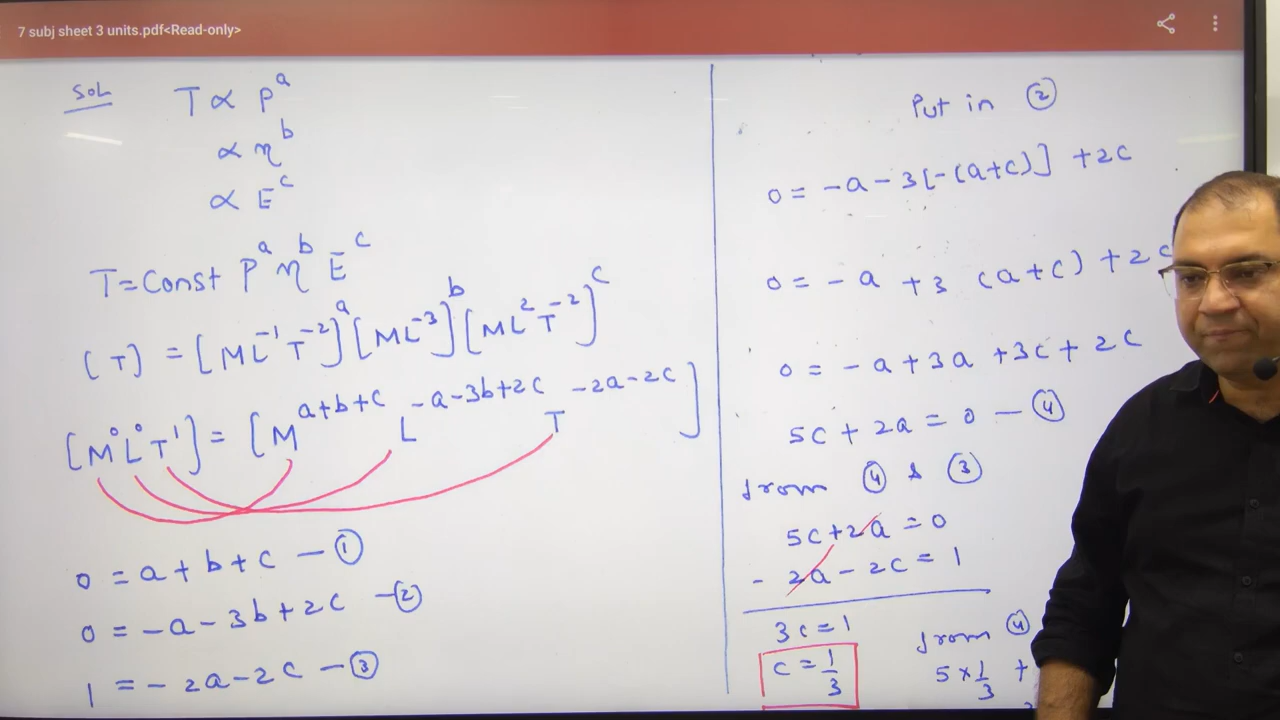 7 subj sheet 3 units.pdf<Read-only>
Sol
T ∝ P^a
∝ η^b
∝ E^c
T = Const P^a η^b E^c
(T) = [ML^-1 T^-2]^a [ML^-3]^b [ML^2 T^-2]^c
[M^0 L^0 T^1] = [M^a+b+c L^-a-3b+2c T^-2a-2c]
0 = a + b + c — ①
0 = -a - 3b + 2c — ②
1 = - 2a - 2c — ③
Put in ②
0 = -a - 3[-(a+c)] + 2c
0 = - a + 3 (a+c) + 2c
0 = - a + 3a + 3c + 2c
5c + 2a = 0 — ④
from ④ & ③
5c + 2a = 0
- 2a - 2c = 1
3c = 1
c = 1/3
from ④
5 × 1/3 +